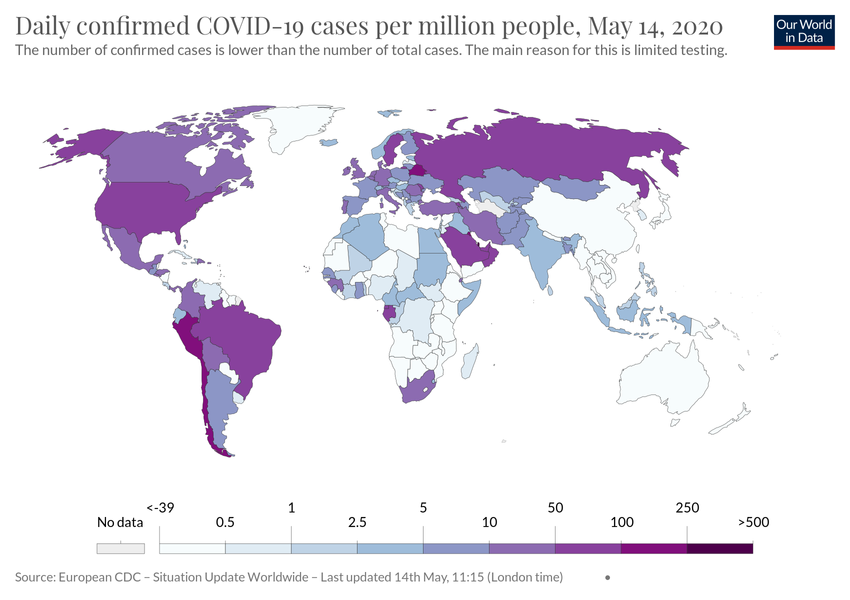 Daily confirmed COVID-19 cases per million people, May 14, 2020
Our World
in Data
The number of confirmed cases is lower than the number of total cases. The main reason for this is limited testing.
<-39 1 5 50 250
No data 0.5 2.5 10 100 >500
Source: European CDC – Situation Update Worldwide – Last updated 14th May, 11:15 (London time)